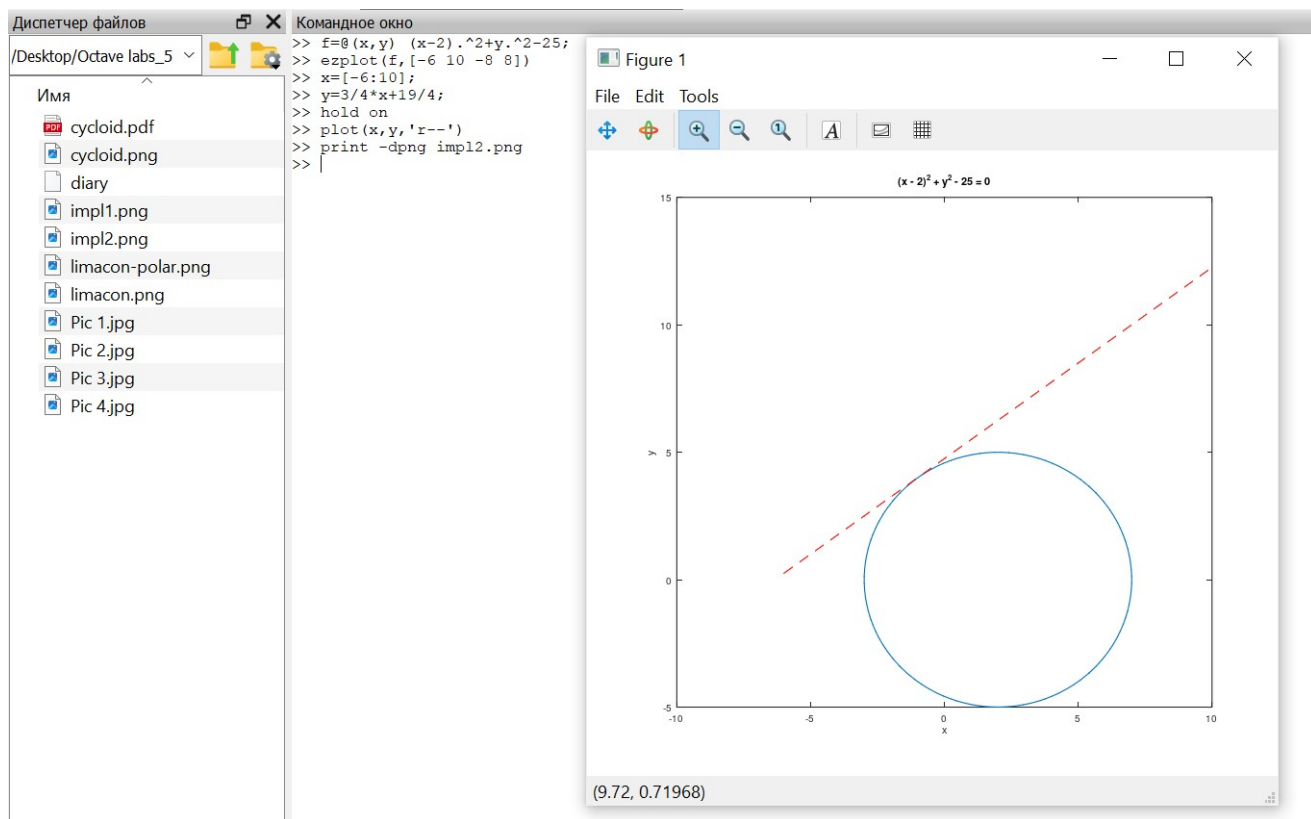 Диспетчер файлов
/Desktop/Octave labs_5
Имя
cycloid.pdf
cycloid.png
diary
impl1.png
impl2.png
limacon-polar.png
limacon.png
Pic 1.jpg
Pic 2.jpg
Pic 3.jpg
Pic 4.jpg
Командное окно
>> f=@(x,y) (x-2).^2+y.^2-25;
>> ezplot(f,[-6 10 -8 8])
>> x=[-6:10];
>> y=3/4*x+19/4;
>> hold on
>> plot(x,y,'r--')
>> print -dpng impl2.png
>>
Figure 1
File Edit Tools
(x - 2)² + y² - 25 = 0
15
10
y
5
0
-5
-10 -5 0 5 10
x
(9.72, 0.71968)